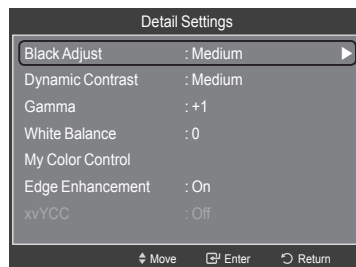 Detail Settings
Black Adjust : Medium
Dynamic Contrast : Medium
Gamma : +1
White Balance : 0
My Color Control
Edge Enhancement : On
xvYCC : Off
Move Enter Return